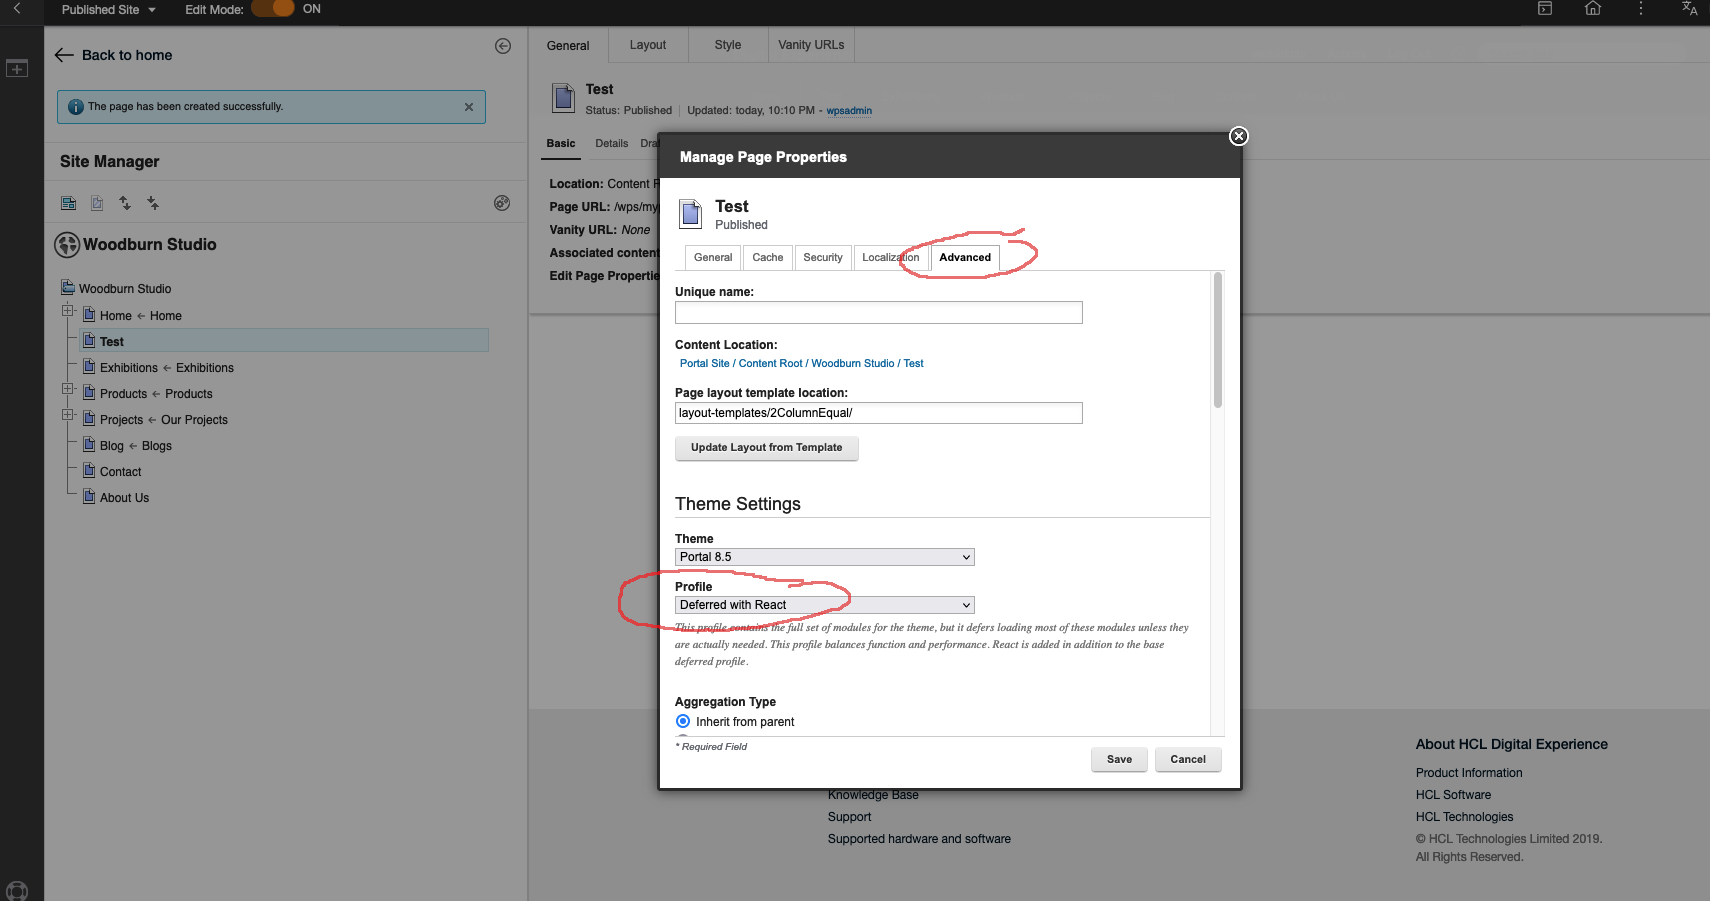 Published Site Edit Mode: ON
Back to home
The page has been created successfully.
Site Manager
Woodburn Studio
Woodburn Studio
Home ← Home
Test
Exhibitions ← Exhibitions
Products ← Products
Projects ← Our Projects
Blog ← Blogs
Contact
About Us
General Layout Style Vanity URLs
Test
Status: Published Updated: today, 10:10 PM - wpsadmin
Basic Details Dra
Location: Content R
Page URL: /wps/my
Vanity URL: None
Associated content
Edit Page Propertie
Manage Page Properties
Test
Published
General Cache Security Localization Advanced
Unique name:
Content Location:
Portal Site / Content Root / Woodburn Studio / Test
Page layout template location:
layout-templates/2ColumnEqual/
Update Layout from Template
Theme Settings
Theme
Portal 8.5
Profile
Deferred with React
This profile contains the full set of modules for the theme, but it defers loading most of these modules unless they
are actually needed. This profile balances function and performance. React is added in addition to the base
deferred profile.
Aggregation Type
Inherit from parent
* Required Field
Save Cancel
Knowledge Base
Support
Supported hardware and software
About HCL Digital Experience
Product Information
HCL Software
HCL Technologies
© HCL Technologies Limited 2019.
All Rights Reserved.